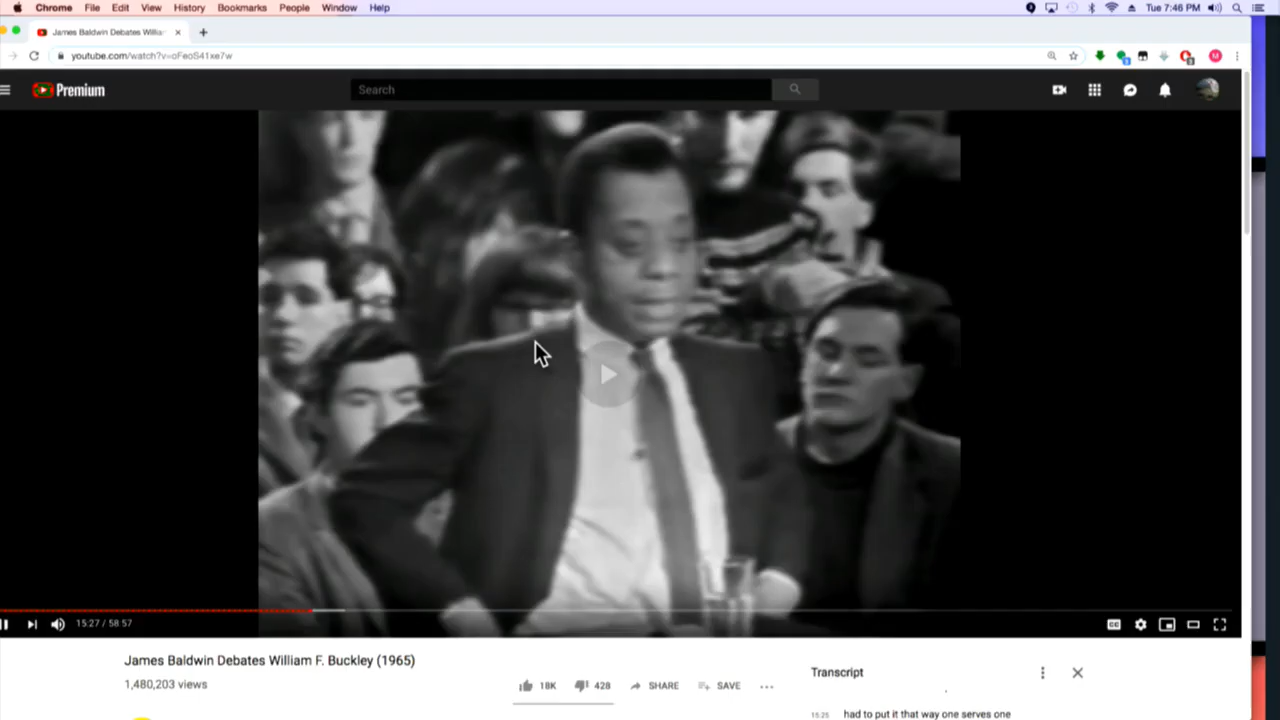 Chrome File Edit View History Bookmarks People Window Help Tue 7:46 PM
James Baldwin Debates Willia
youtube.com/watch?v=oFeoS41xe7w
Premium
Search
15:27 / 58:57
CC
James Baldwin Debates William F. Buckley (1965)
1,480,203 views
18K 428 SHARE SAVE
Transcript
15:25 had to put it that way one serves one